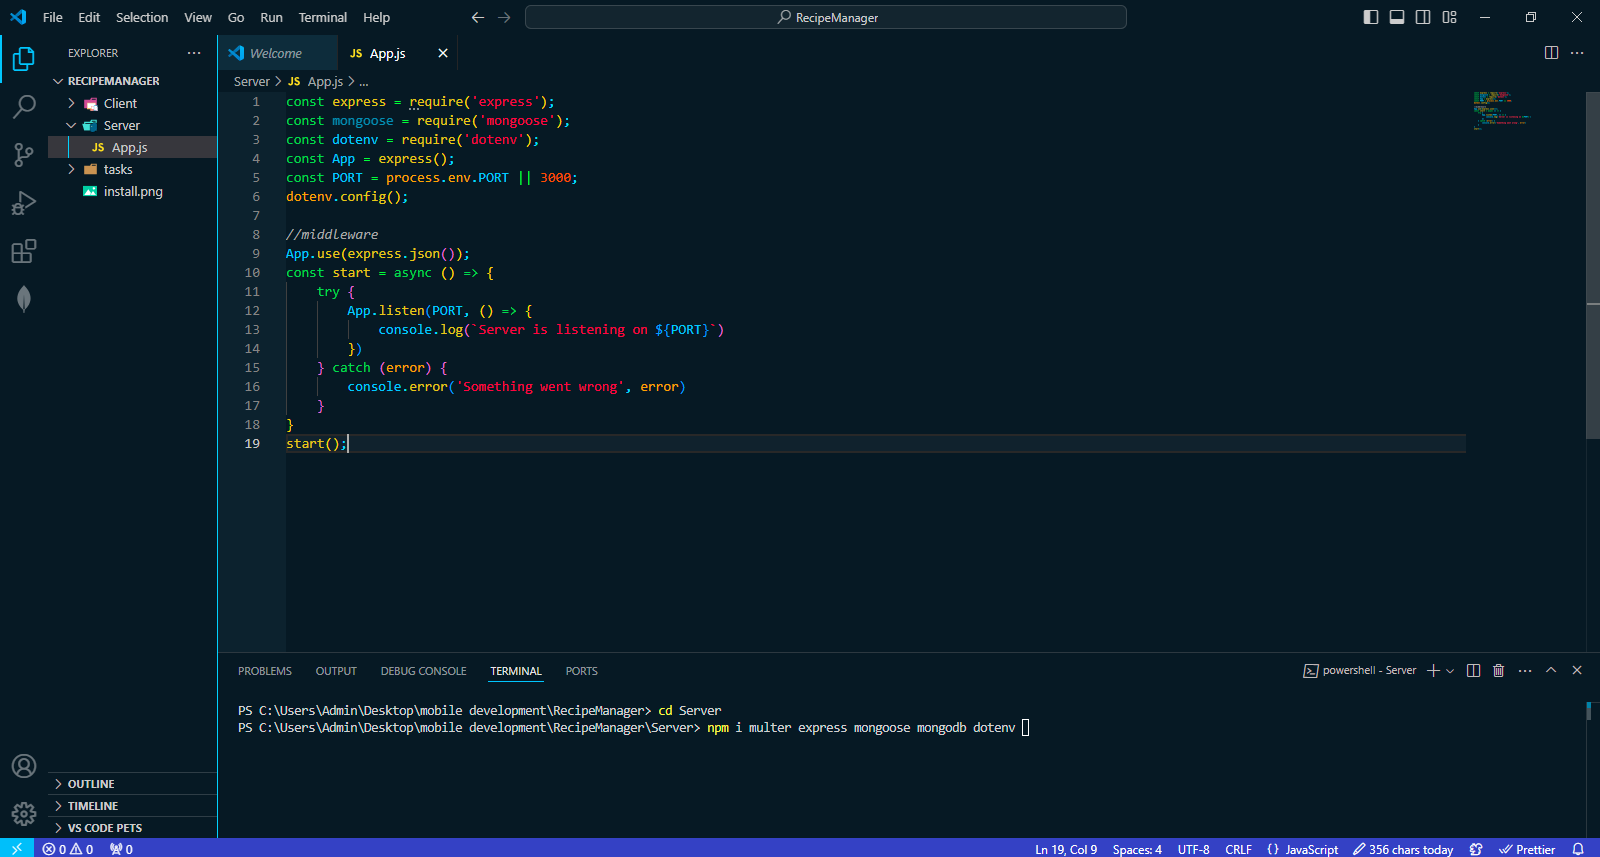 File Edit Selection View Go Run Terminal Help
RecipeManager
EXPLORER
RECIPEMANAGER
Client
Server
JS App.js
tasks
install.png
OUTLINE
TIMELINE
VS CODE PETS
Welcome
JS App.js
Server > JS App.js > ...
1 const express = require('express');
2 const mongoose = require('mongoose');
3 const dotenv = require('dotenv');
4 const App = express();
5 const PORT = process.env.PORT || 3000;
6 dotenv.config();
7
8 //middleware
9 App.use(express.json());
10 const start = async () => {
11     try {
12         App.listen(PORT, () => {
13             console.log(`Server is listening on ${PORT}`)
14         })
15     } catch (error) {
16         console.error('Something went wrong', error)
17     }
18 }
19 start();
PROBLEMS OUTPUT DEBUG CONSOLE TERMINAL PORTS
powershell - Server
PS C:\Users\Admin\Desktop\mobile development\RecipeManager> cd Server
PS C:\Users\Admin\Desktop\mobile development\RecipeManager\Server> npm i multer express mongoose mongodb dotenv
0 0 0
Ln 19, Col 9 Spaces: 4 UTF-8 CRLF {} JavaScript 356 chars today Prettier